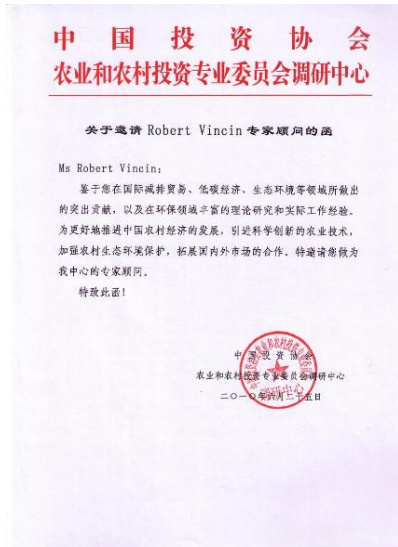 中国投资协会
农业和农村投资专业委员会调研中心
关于邀请 Robert Vincin 专家顾问的函
Ms Robert Vincin:
鉴于您在国际减排贸易、低碳经济、生态环境等领域所做出
的突出贡献，以及在环保领域丰富的理论研究和实际工作经验。
为更好地推进中国农村经济的发展，引进科学创新的农业技术，
加强农村生态环境保护，拓展国内外市场的合作。特邀请您做为
我中心的专家顾问。
特致此函！
中国投资协会
农业和农村投资专业委员会调研中心
二〇一〇年六月二十五日
调研中心